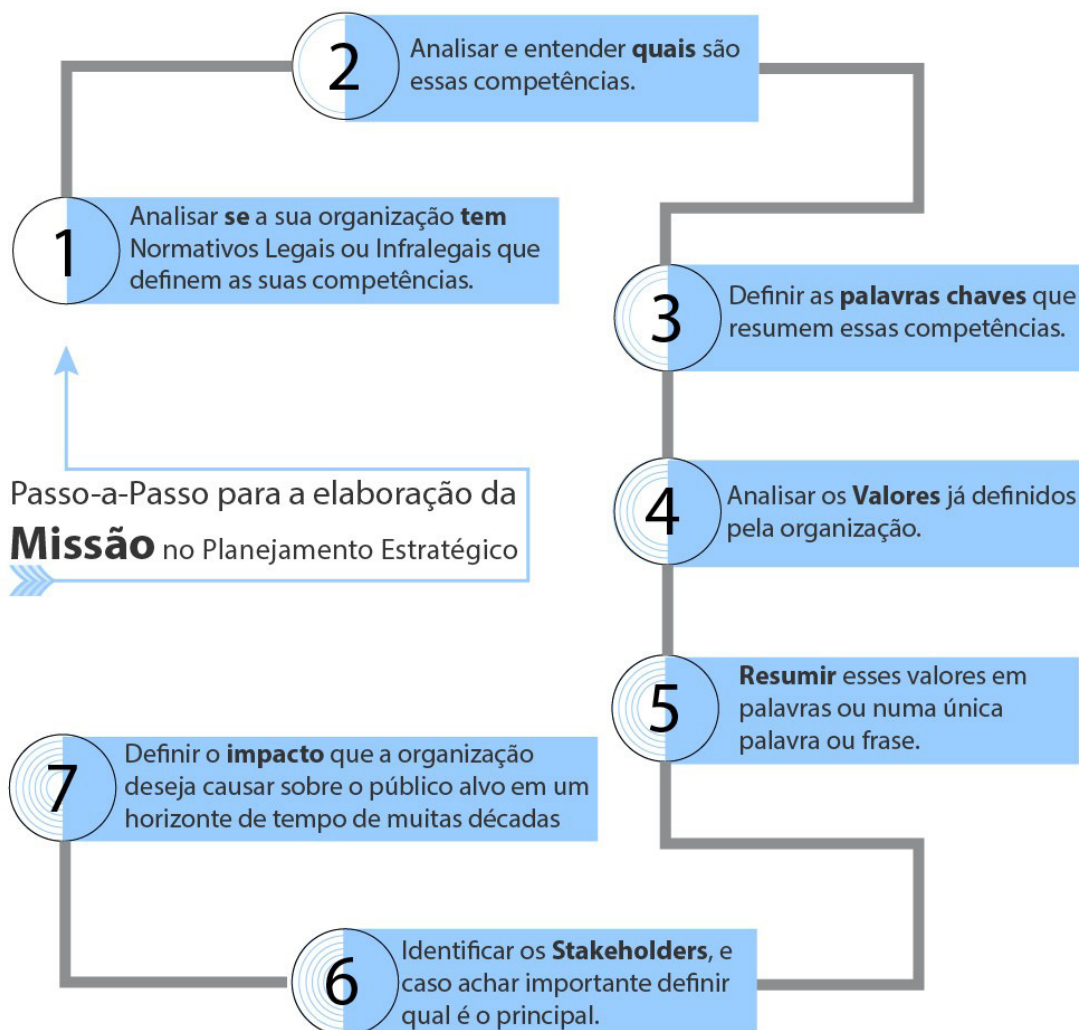 Passo-a-Passo para a elaboração da
Missão no Planejamento Estratégico
1
Analisar se a sua organização tem
Normativos Legais ou Infralegais que
definem as suas competências.
2
Analisar e entender quais são
essas competências.
3
Definir as palavras chaves que
resumem essas competências.
4
Analisar os Valores já definidos
pela organização.
5
Resumir esses valores em
palavras ou numa única
palavra ou frase.
6
Identificar os Stakeholders, e
caso achar importante definir
qual é o principal.
7
Definir o impacto que a organização
deseja causar sobre o público alvo em um
horizonte de tempo de muitas décadas